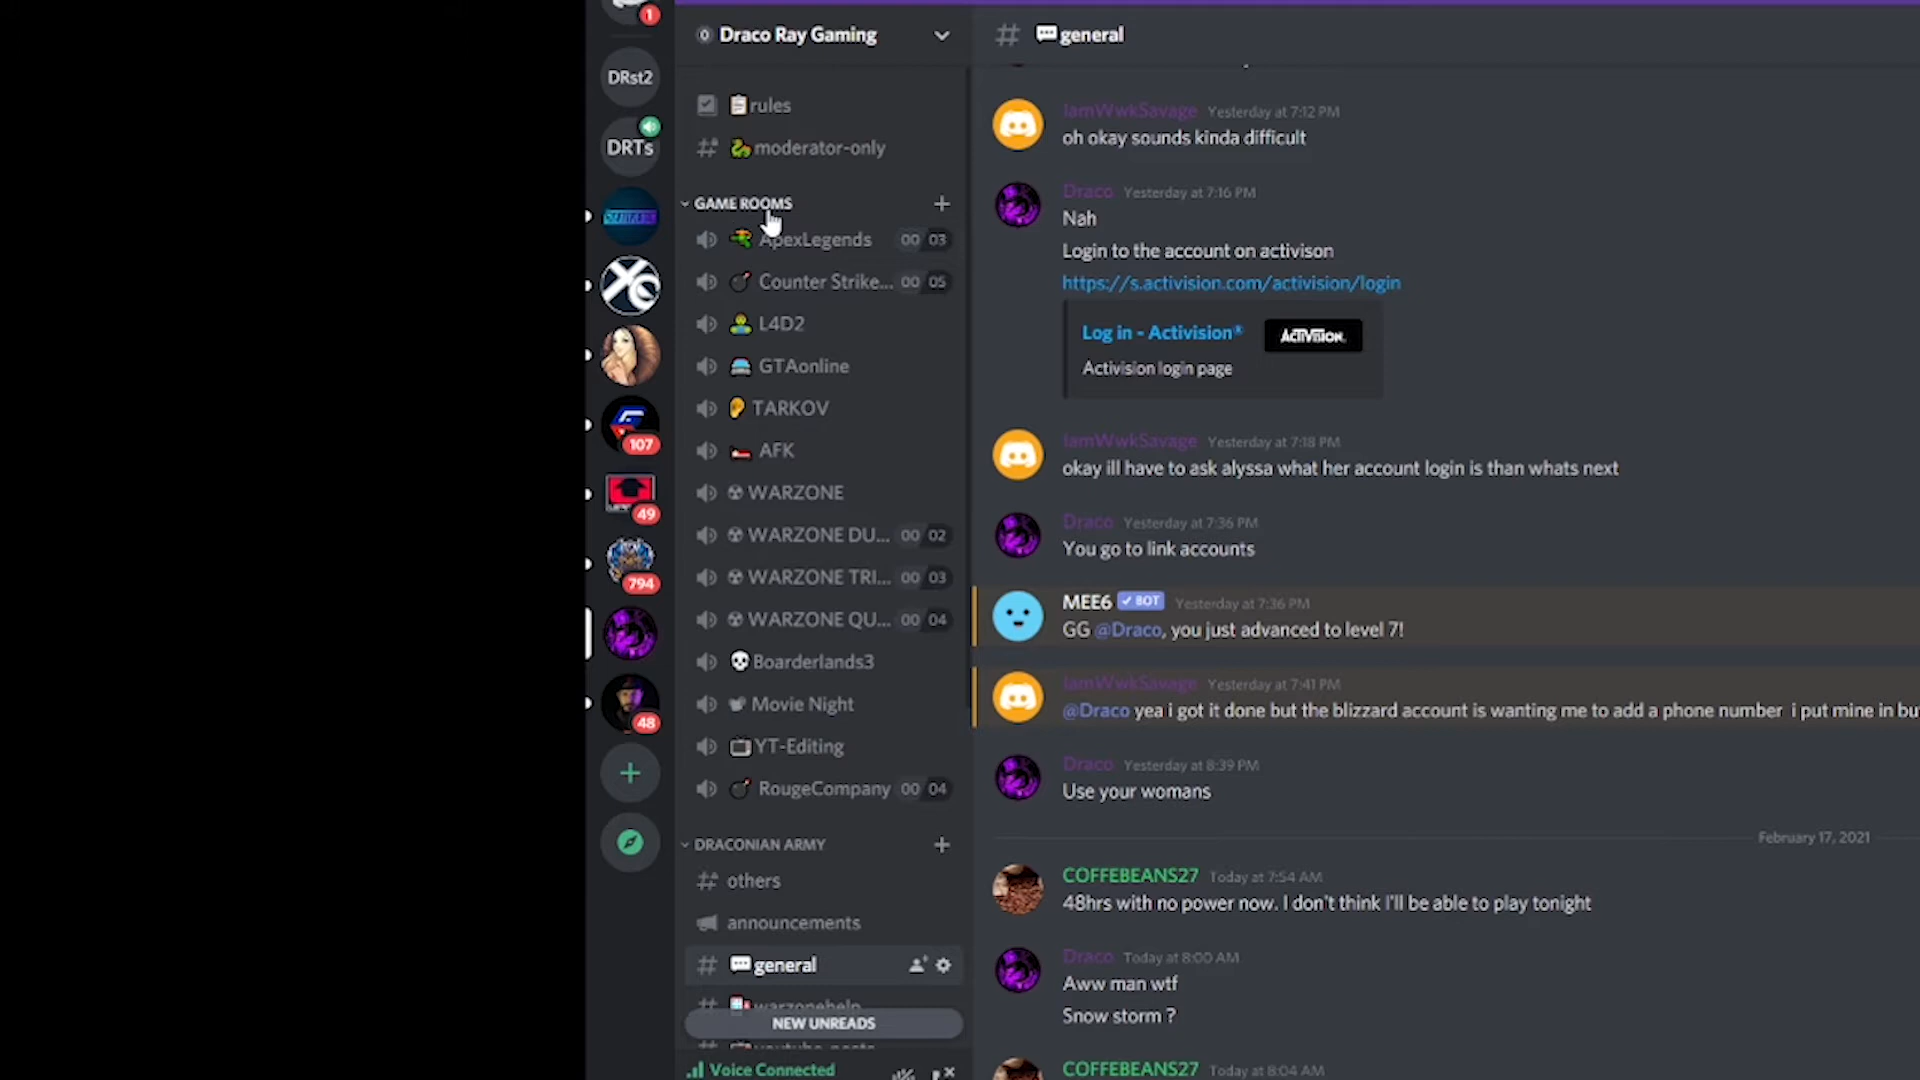 1
DRst2
DRTs
107
49
794
48
Draco Ray Gaming
rules
moderator-only
GAME ROOMS
ApexLegends 00 03
Counter Strike... 00 05
L4D2
GTAonline
TARKOV
AFK
WARZONE
WARZONE DU... 00 02
WARZONE TRI... 00 03
WARZONE QU... 00 04
Boarderlands3
Movie Night
YT-Editing
RougeCompany 00 04
DRACONIAN ARMY
others
announcements
general
warzonehelp
NEW UNREADS
youtube-posts
Voice Connected
# general
IamWwkSavage Yesterday at 7:12 PM
oh okay sounds kinda difficult
Draco Yesterday at 7:16 PM
Nah
Login to the account on activison
https://s.activision.com/activision/login
Log in - Activision® ACTIVISION.
Activision login page
IamWwkSavage Yesterday at 7:18 PM
okay ill have to ask alyssa what her account login is than whats next
Draco Yesterday at 7:36 PM
You go to link accounts
MEE6 BOT Yesterday at 7:36 PM
GG @Draco, you just advanced to level 7!
IamWwkSavage Yesterday at 7:41 PM
@Draco yea i got it done but the blizzard account is wanting me to add a phone number i put mine in bu
Draco Yesterday at 8:39 PM
Use your womans
February 17, 2021
COFFEBEANS27 Today at 7:54 AM
48hrs with no power now. I don't think I'll be able to play tonight
Draco Today at 8:00 AM
Aww man wtf
Snow storm ?
COFFEBEANS27 Today at 8:04 AM